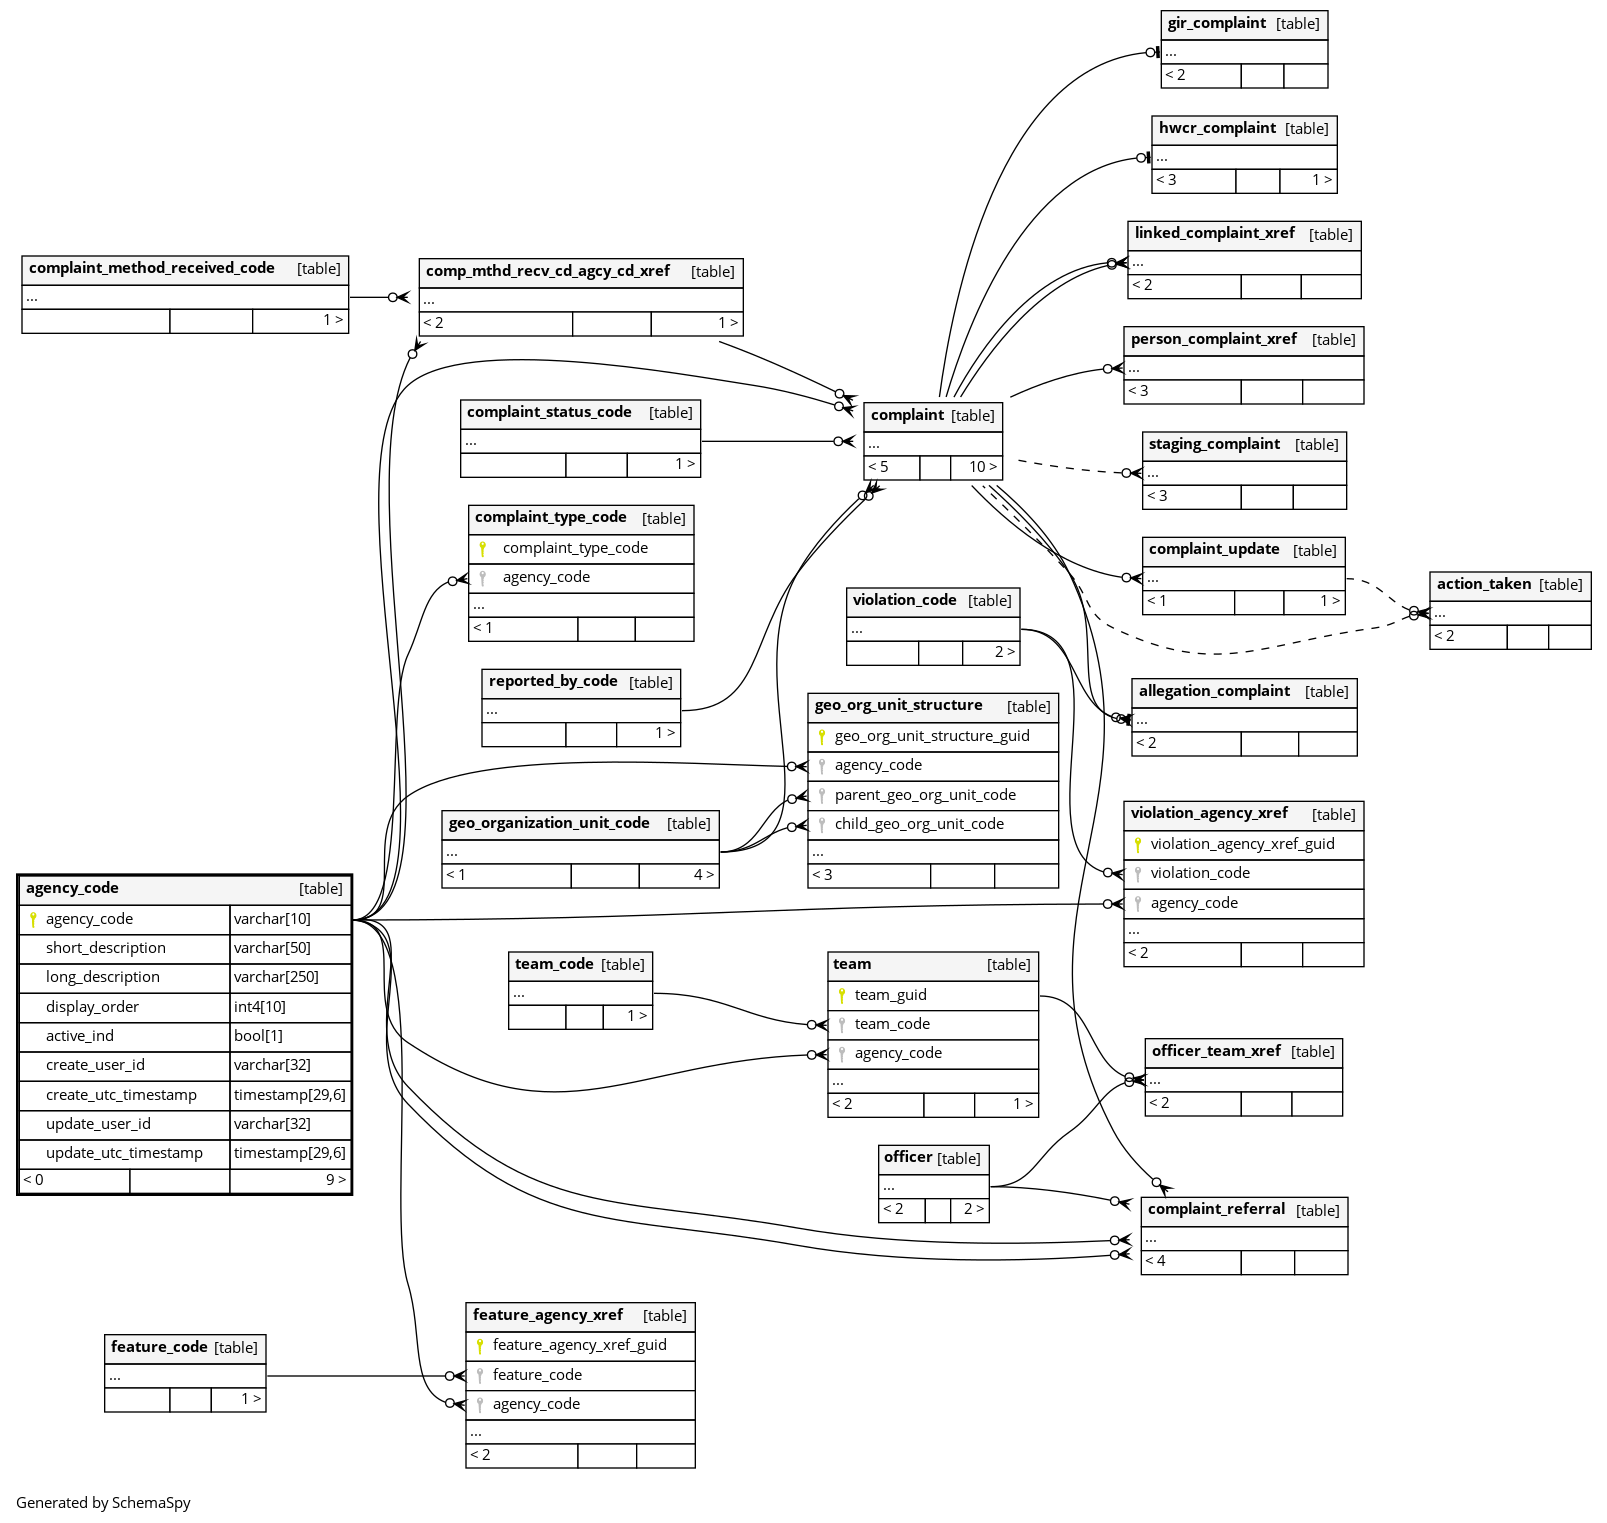 gir_complaint [table]
...
< 2
hwcr_complaint [table]
...
< 3 1 >
linked_complaint_xref [table]
...
< 2
person_complaint_xref [table]
...
< 3
complaint_method_received_code [table]
...
1 >
comp_mthd_recv_cd_agcy_cd_xref [table]
...
< 2 1 >
complaint_status_code [table]
...
1 >
complaint [table]
...
< 5 10 >
staging_complaint [table]
...
< 3
complaint_type_code [table]
complaint_type_code
agency_code
...
< 1
complaint_update [table]
...
< 1 1 >
action_taken [table]
...
< 2
violation_code [table]
...
2 >
reported_by_code [table]
...
1 >
geo_org_unit_structure [table]
geo_org_unit_structure_guid
agency_code
parent_geo_org_unit_code
child_geo_org_unit_code
...
< 3
allegation_complaint [table]
...
< 2
geo_organization_unit_code [table]
...
< 1 4 >
violation_agency_xref [table]
violation_agency_xref_guid
violation_code
agency_code
...
< 2
agency_code [table]
agency_code varchar[10]
short_description varchar[50]
long_description varchar[250]
display_order int4[10]
active_ind bool[1]
create_user_id varchar[32]
create_utc_timestamp timestamp[29,6]
update_user_id varchar[32]
update_utc_timestamp timestamp[29,6]
< 0 9 >
team_code [table]
...
1 >
team [table]
team_guid
team_code
agency_code
...
< 2 1 >
officer_team_xref [table]
...
< 2
officer [table]
...
< 2 2 >
complaint_referral [table]
...
< 4
feature_code [table]
...
1 >
feature_agency_xref [table]
feature_agency_xref_guid
feature_code
agency_code
...
< 2
Generated by SchemaSpy